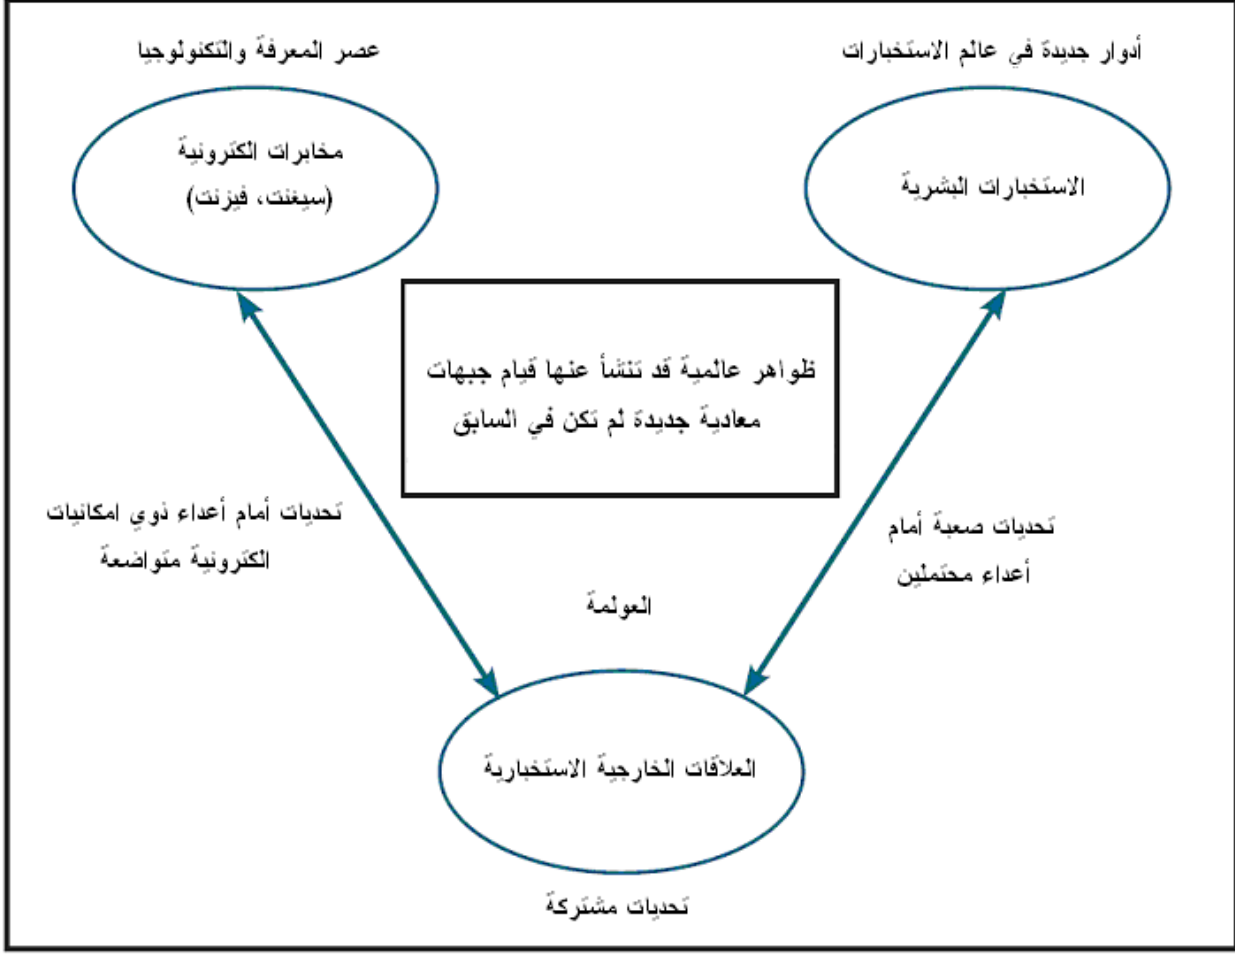 أدوار جديدة في عالم الاستخبارات
عصر المعرفة والتكنولوجيا
الاستخبارات البشرية
مخابرات الكترونية
(سيغنت، فيزنت)
ظواهر عالمية قد تنشأ عنها قيام جبهات
معادية جديدة لم تكن في السابق
تحديات صعبة أمام
أعداء محتملين
تحديات أمام أعداء ذوي امكانيات
الكترونية متواضعة
العولمة
العلاقات الخارجية الاستخبارية
تحديات مشتركة